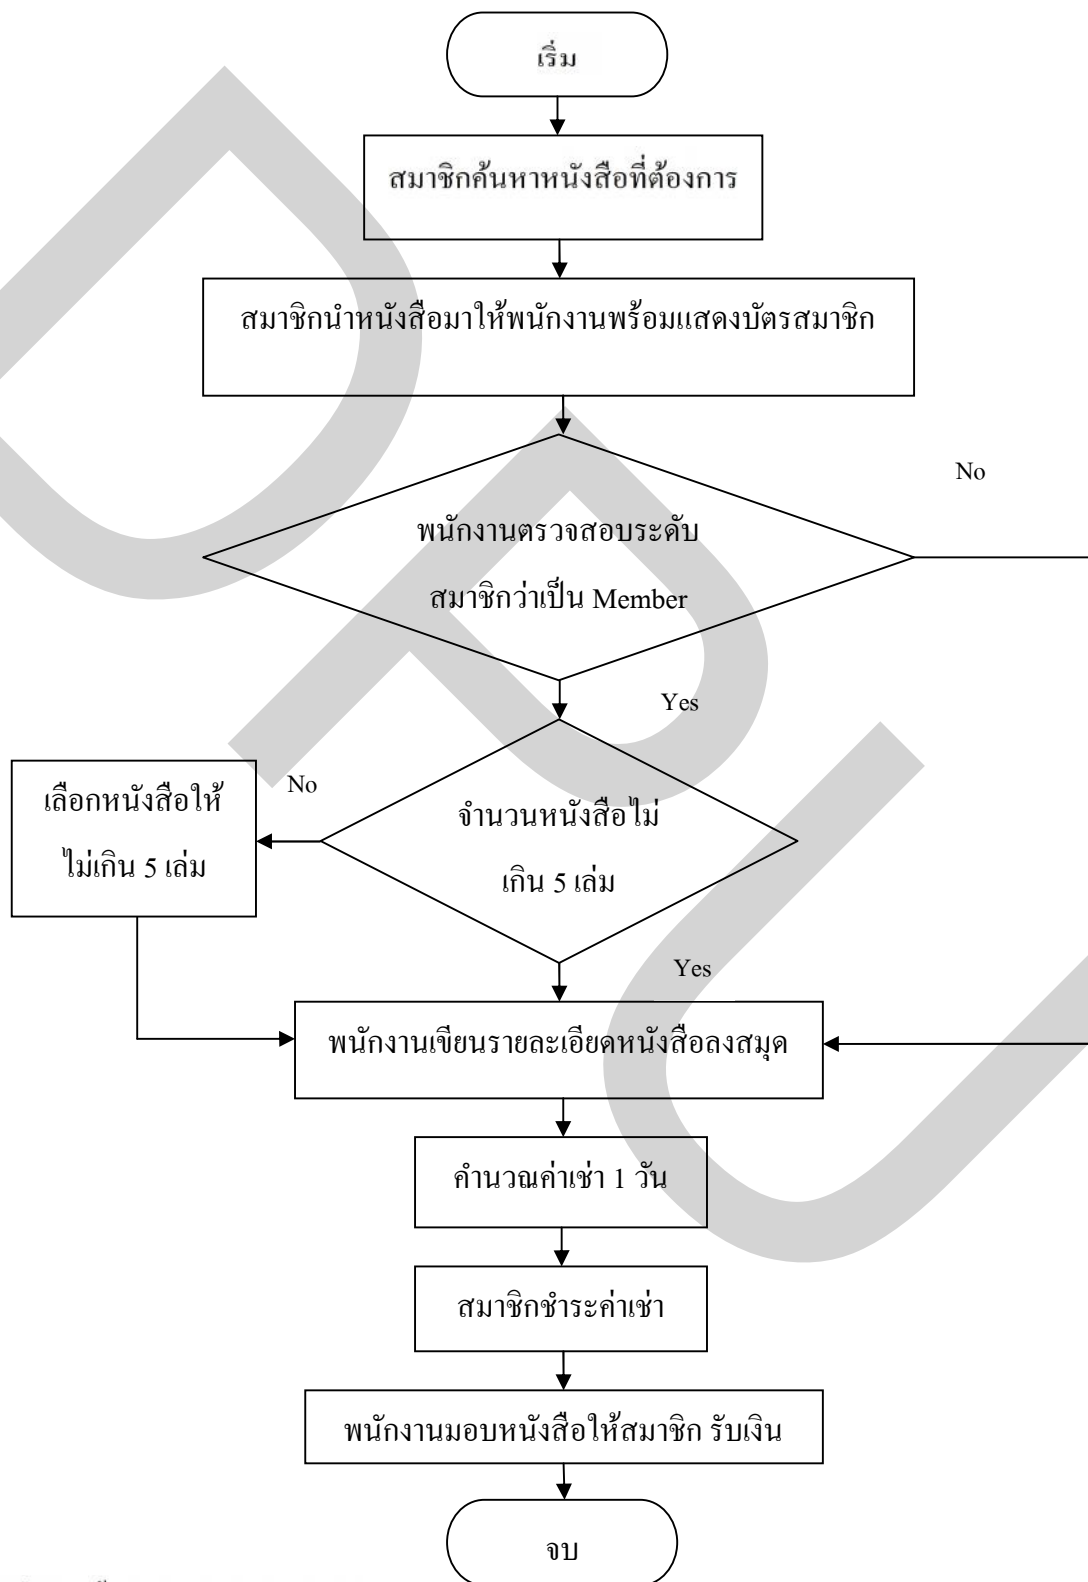 เริ่ม
สมาชิกค้นหาหนังสือที่ต้องการ
สมาชิกนำหนังสือมาให้พนักงานพร้อมแสดงบัตรสมาชิก
No
พนักงานตรวจสอบระดับ
สมาชิกว่าเป็น Member
Yes
เลือกหนังสือให้
ไม่เกิน 5 เล่ม
No
จำนวนหนังสือไม่
เกิน 5 เล่ม
Yes
พนักงานเขียนรายละเอียดหนังสือลงสมุด
คำนวณค่าเช่า 1 วัน
สมาชิกชำระค่าเช่า
พนักงานมอบหนังสือให้สมาชิก รับเงิน
จบ